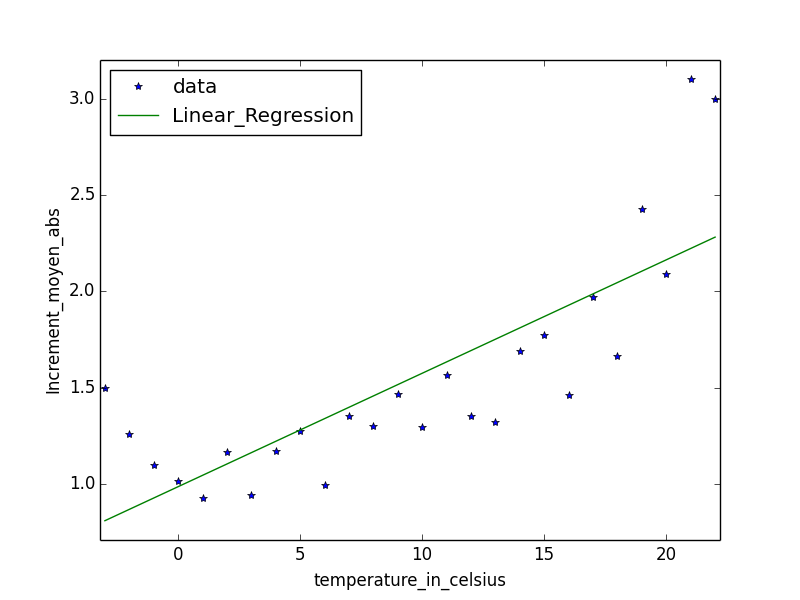 data
Linear_Regression
3.0
2.5
2.0
1.5
1.0
Increment_moyen_abs
0 5 10 15 20
temperature_in_celsius